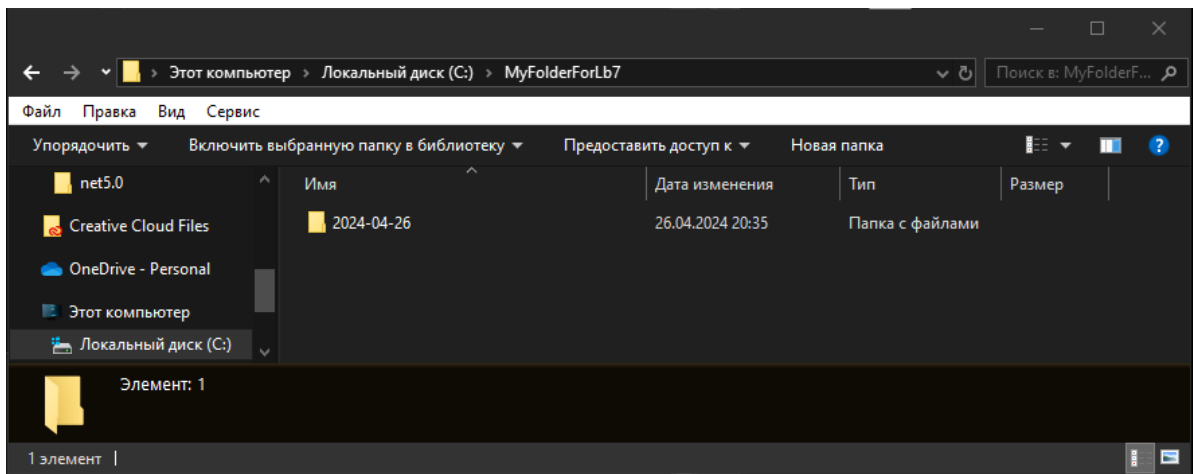 Этот компьютер › Локальный диск (C:) › MyFolderForLb7
Поиск в: MyFolderF...
Файл Правка Вид Сервис
Упорядочить Включить выбранную папку в библиотеку Предоставить доступ к Новая папка
net5.0
Имя Дата изменения Тип Размер
Creative Cloud Files
2024-04-26 26.04.2024 20:35 Папка с файлами
OneDrive - Personal
Этот компьютер
Локальный диск (C:)
Элемент: 1
1 элемент